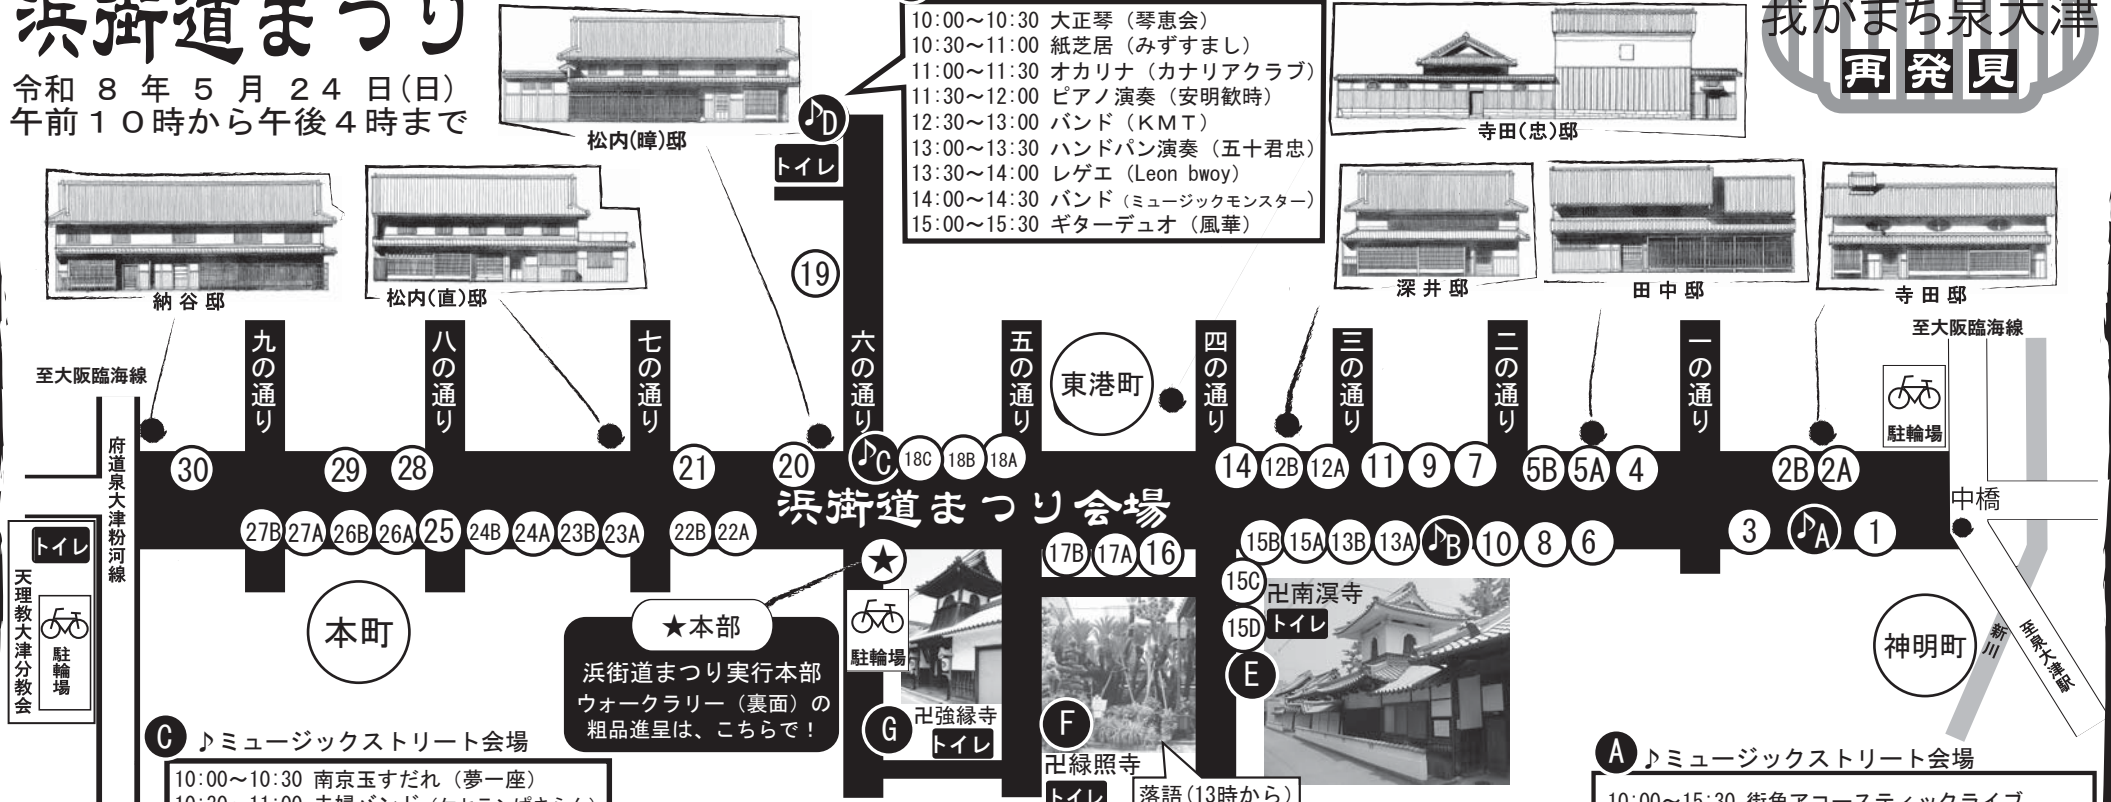 浜街道まつり
令和 8 年 5 月 24 日(日)
午前10時から午後4時まで
我がまち泉大津
再発見
10:00〜10:30 大正琴（琴恵会）
10:30〜11:00 紙芝居（みずすまし）
11:00〜11:30 オカリナ（カナリアクラブ）
11:30〜12:00 ピアノ演奏（安明歓時）
12:30〜13:00 バンド（KMT）
13:00〜13:30 ハンドパン演奏（五十君忠）
13:30〜14:00 レゲエ（Leon bwoy）
14:00〜14:30 バンド（ミュージックモンスター）
15:00〜15:30 ギターデュオ（風華）
松内(暲)邸
♪D
トイレ
寺田(忠)邸
納谷邸
松内(直)邸
深井邸
田中邸
寺田邸
19
至大阪臨海線
至大阪臨海線
九の通り
八の通り
七の通り
六の通り
五の通り
東港町
四の通り
三の通り
二の通り
一の通り
駐輪場
府道泉大津粉河線
30
29
28
21
20
♪C
18C
18B
18A
14
12B
12A
11
9
7
5B
5A
4
2B
2A
浜街道まつり会場
中橋
27B
27A
26B
26A
25
24B
24A
23B
23A
22B
22A
★
17B
17A
16
15B
15A
13B
13A
♪B
10
8
6
3
♪A
1
15C
15D
E
卍南溟寺
トイレ
トイレ
天理教大津分教会
駐輪場
本町
★本部
浜街道まつり実行本部
ウォークラリー（裏面）の
粗品進呈は、こちらで！
駐輪場
G
卍強縁寺
トイレ
F
卍緑照寺
トイレ
落語(13時から)
神明町
新川
至泉大津駅
C ♪ミュージックストリート会場
10:00〜10:30 南京玉すだれ（夢一座）
A ♪ミュージックストリート会場
10:00〜15:30 街角アコースティックライブ